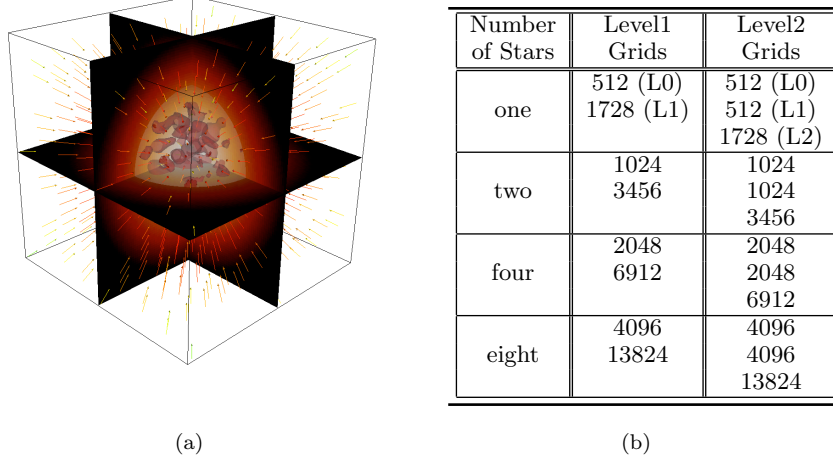 Number Level1 Level2
of Stars Grids Grids
512 (L0) 512 (L0)
one 1728 (L1) 512 (L1)
1728 (L2)
1024 1024
two 3456 1024
3456
2048 2048
four 6912 2048
6912
4096 4096
eight 13824 4096
13824
(a) (b)